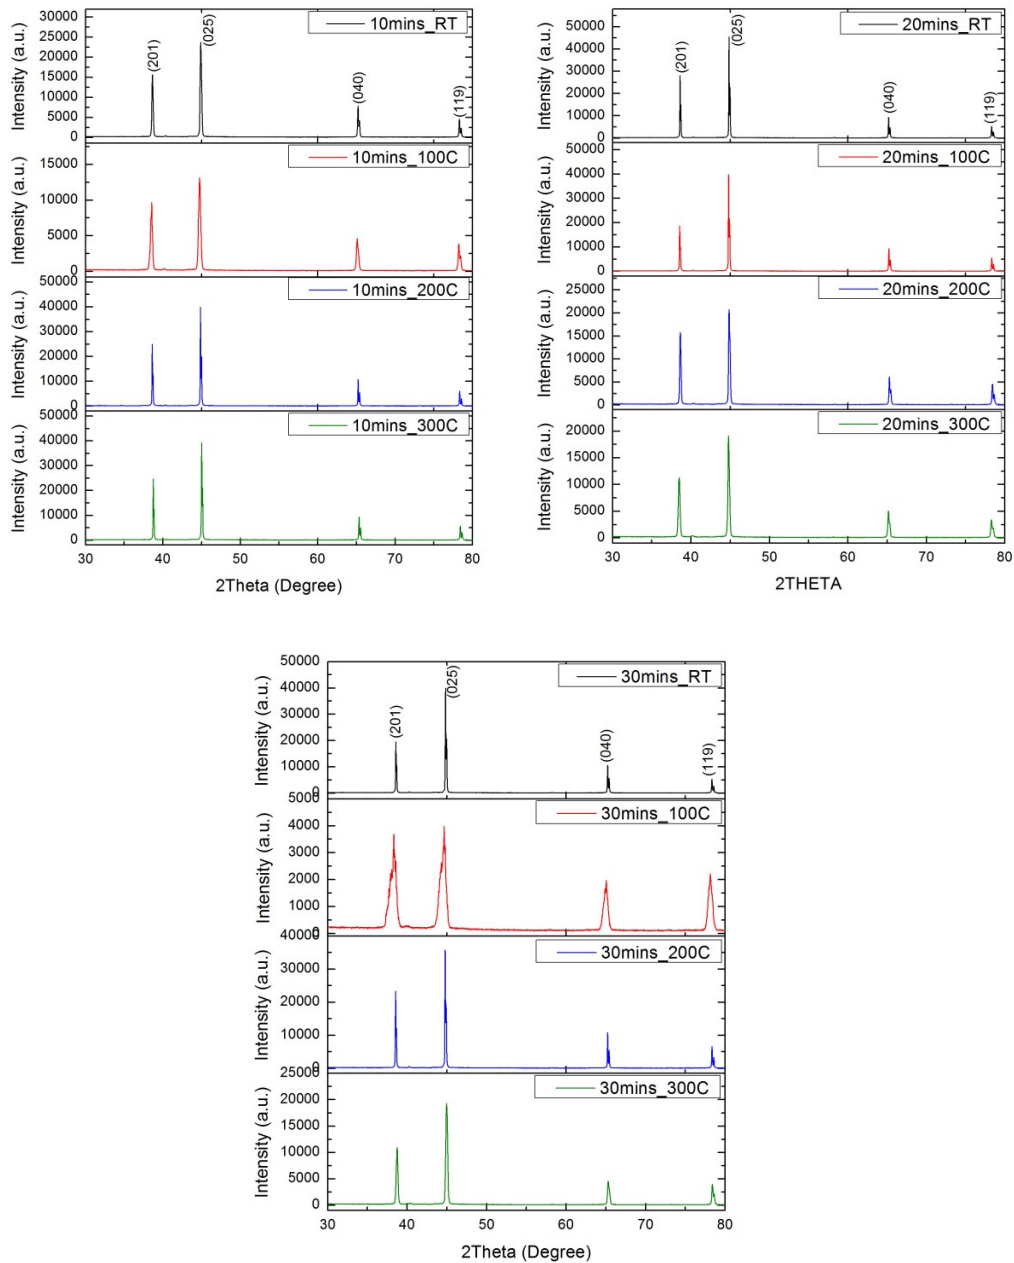 10mins_RT
(201)
(025)
(040)
(119)
Intensity (a.u.)
30000
25000
20000
15000
10000
5000
0
10mins_100C
Intensity (a.u.)
15000
10000
5000
0
10mins_200C
Intensity (a.u.)
50000
40000
30000
20000
10000
0
10mins_300C
Intensity (a.u.)
50000
40000
30000
20000
10000
0
30 40 50 60 70 80
2Theta (Degree)
20mins_RT
(201)
(025)
(040)
(119)
Intensity (a.u.)
50000
40000
30000
20000
10000
0
20mins_100C
Intensity (a.u.)
50000
40000
30000
20000
10000
0
20mins_200C
Intensity (a.u.)
25000
20000
15000
10000
5000
0
20mins_300C
Intensity (a.u.)
20000
15000
10000
5000
0
30 40 50 60 70 80
2THETA
30mins_RT
(201)
(025)
(040)
(119)
Intensity (a.u.)
50000
40000
30000
20000
10000
0
30mins_100C
Intensity (a.u.)
5000
4000
3000
2000
1000
0
30mins_200C
Intensity (a.u.)
40000
30000
20000
10000
0
30mins_300C
Intensity (a.u.)
25000
20000
15000
10000
5000
0
30 40 50 60 70 80
2Theta (Degree)